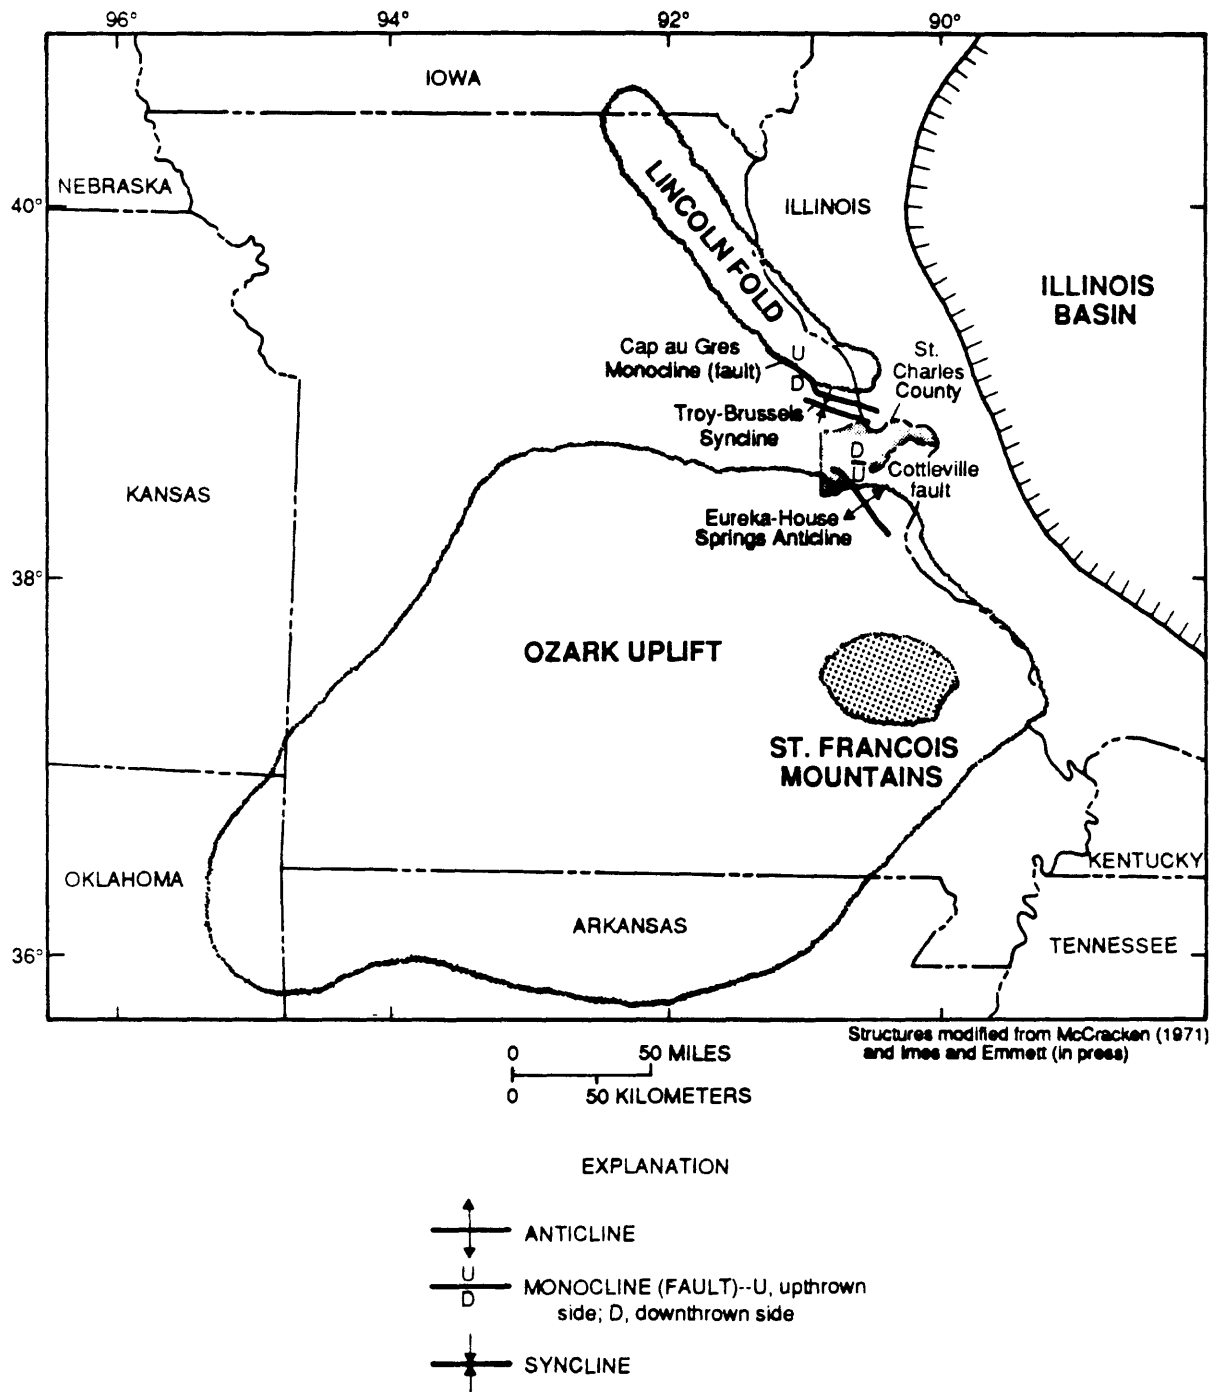 96°
94°
92°
90°
IOWA
NEBRASKA
40°
LINCOLN FOLD
ILLINOIS
ILLINOIS
BASIN
Cap au Gres
Monocline (fault)
U
D
St.
Charles
County
Troy-Brussels
Syncline
D
U
Cottleville
fault
KANSAS
Eureka-House
Springs Anticline
38°
OZARK UPLIFT
ST. FRANCOIS
MOUNTAINS
OKLAHOMA
KENTUCKY
ARKANSAS
TENNESSEE
36°
Structures modified from McCracken (1971)
and Imes and Emmett (in press)
0 50 MILES
0 50 KILOMETERS
EXPLANATION
ANTICLINE
U
D
MONOCLINE (FAULT)--U, upthrown
side; D, downthrown side
SYNCLINE